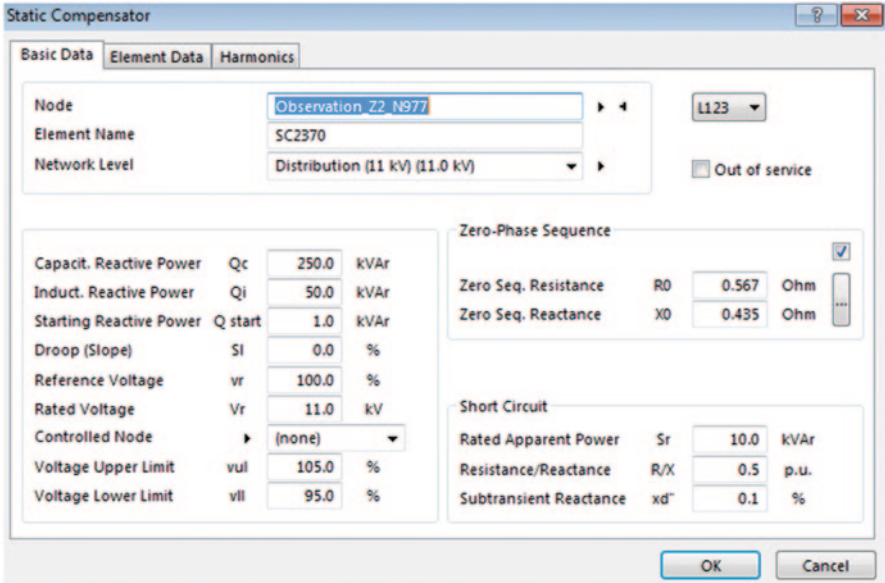 Static Compensator
?
Basic Data Element Data Harmonics
Node Observation_Z2_N977 L123
Element Name SC2370
Network Level Distribution (11 kV) (11.0 kV) Out of service
Capacit. Reactive Power Qc 250.0 kVAr
Induct. Reactive Power Qi 50.0 kVAr
Starting Reactive Power Q start 1.0 kVAr
Droop (Slope) Sl 0.0 %
Reference Voltage vr 100.0 %
Rated Voltage Vr 11.0 kV
Controlled Node (none)
Voltage Upper Limit vul 105.0 %
Voltage Lower Limit vll 95.0 %
Zero-Phase Sequence
Zero Seq. Resistance R0 0.567 Ohm
Zero Seq. Reactance X0 0.435 Ohm
...
Short Circuit
Rated Apparent Power Sr 10.0 kVAr
Resistance/Reactance R/X 0.5 p.u.
Subtransient Reactance xd" 0.1 %
OK Cancel